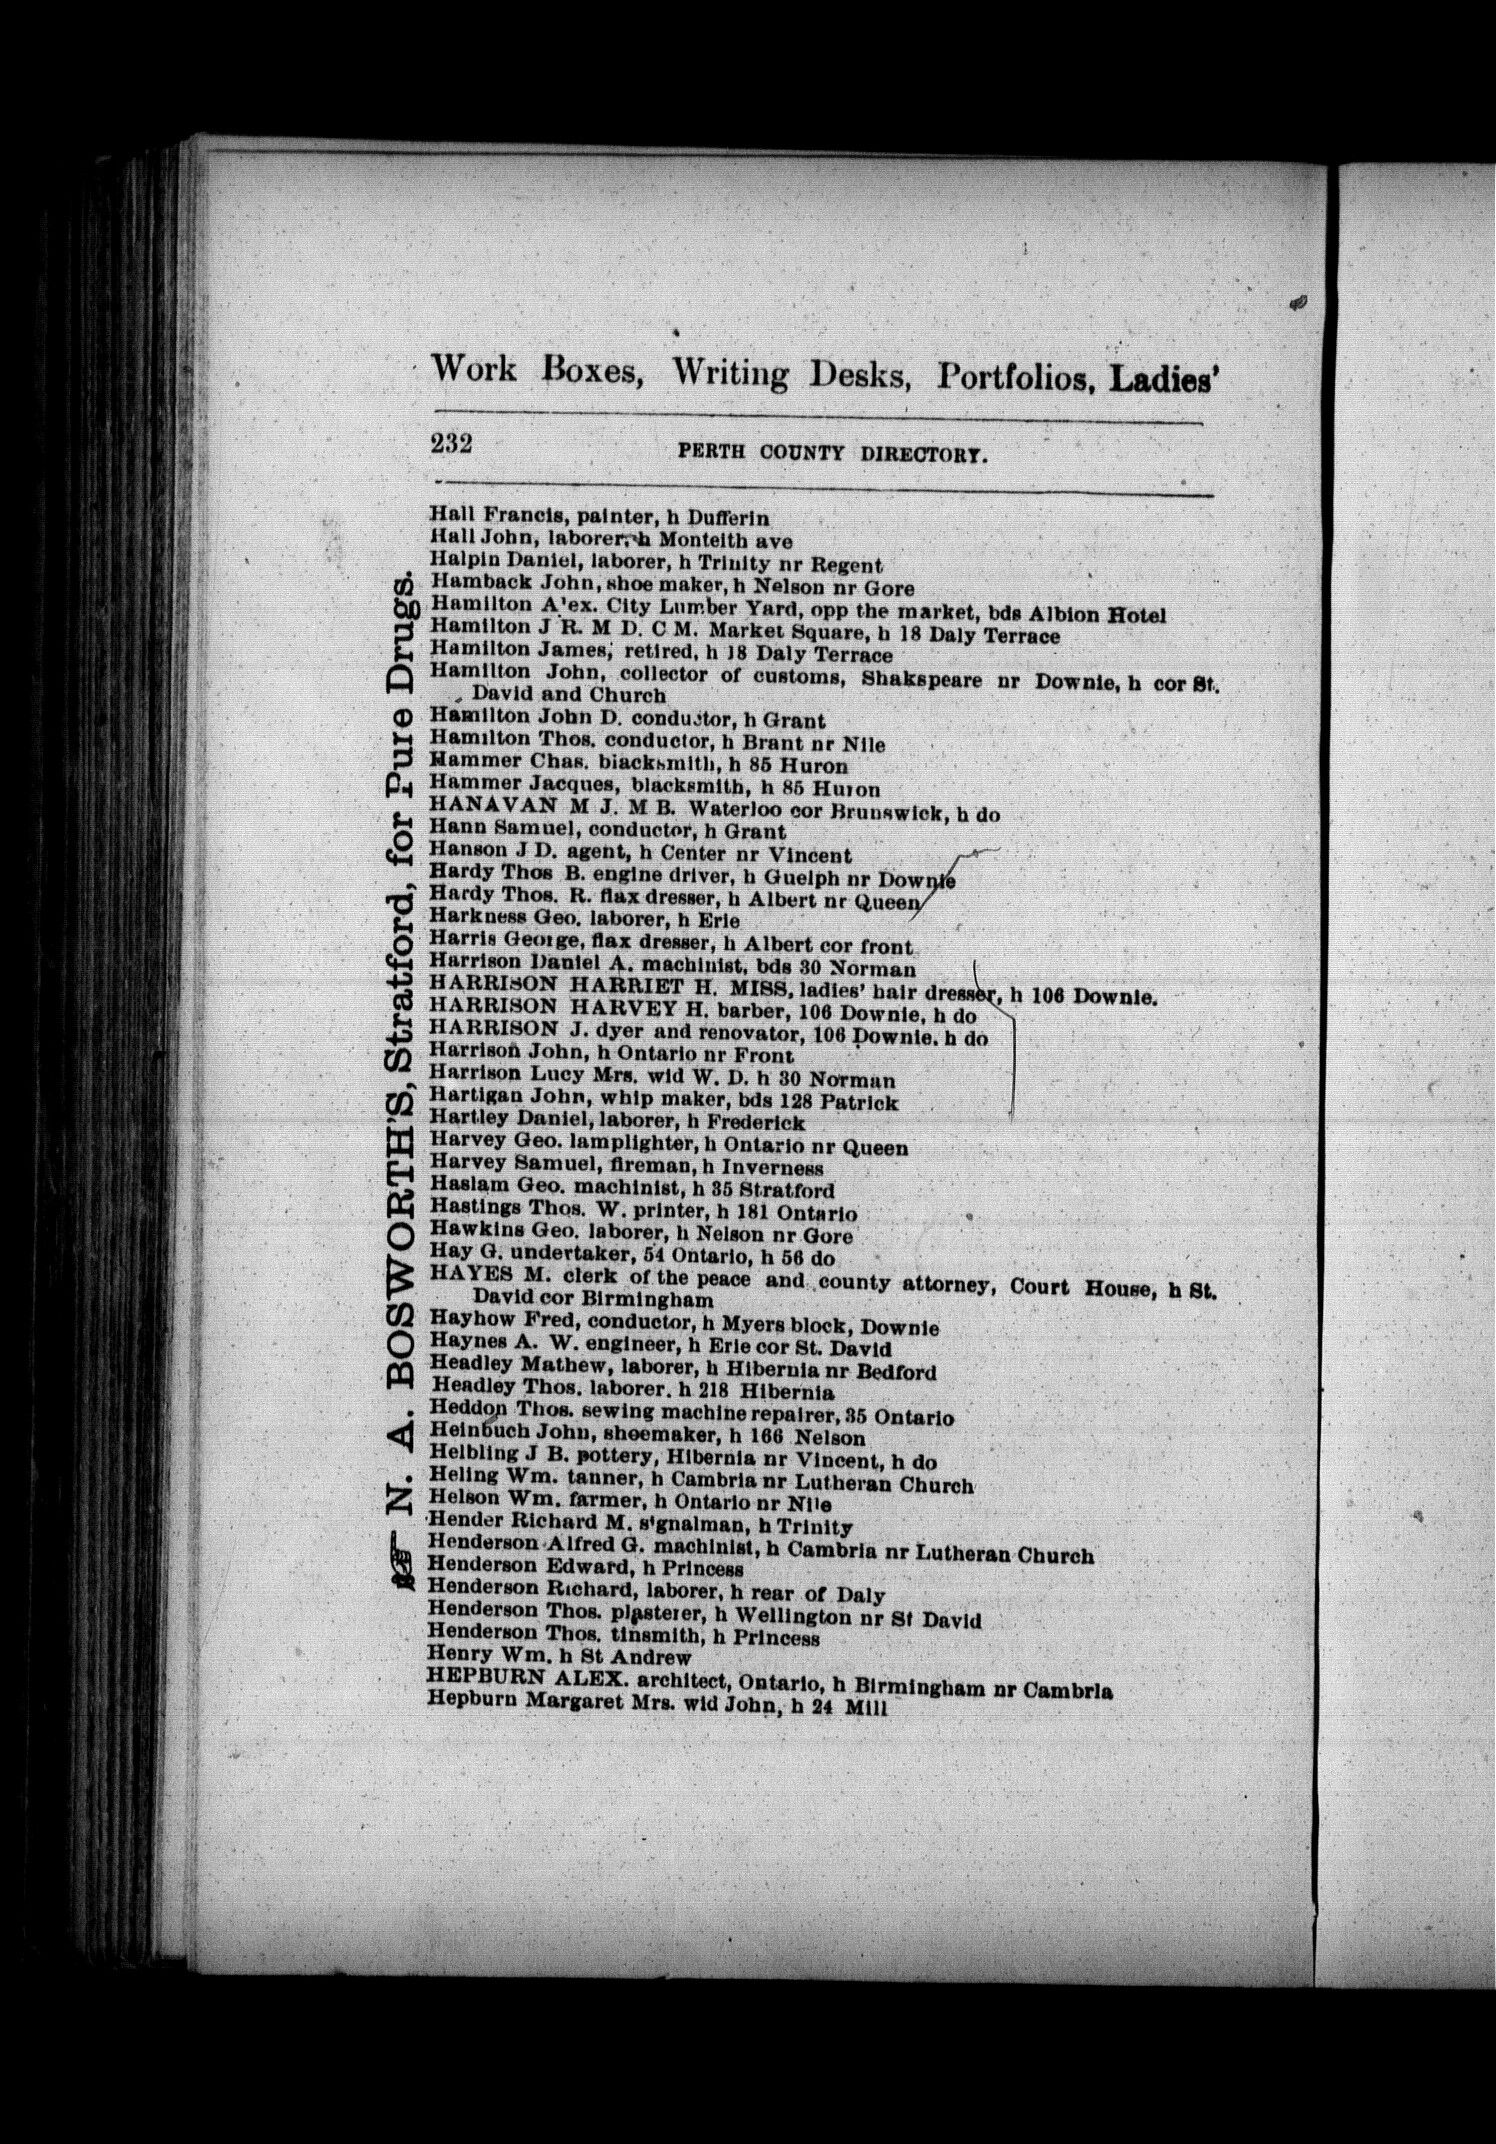 Work Boxes, Writing Desks, Portfolios, Ladies'
232
PERTH COUNTY DIRECTORY.
Hall Francis, painter, h Dufferin
Hall John, laborer, h Monteith ave
Halpin Daniel, laborer, h Trinity nr Regent
Hamback John, shoe maker, h Nelson nr Gore
Hamilton A'ex. City Lumber Yard, opp the market, bds Albion Hotel
Hamilton J R. M D. C M. Market Square, h 18 Daly Terrace
Hamilton James, retired, h 18 Daly Terrace
Hamilton John, collector of customs, Shakspeare nr Downie, h cor St.
David and Church
Hamilton John D. conductor, h Grant
Hamilton Thos. conductor, h Brant nr Nile
Hammer Chas. blacksmith, h 85 Huron
Hammer Jacques, blacksmith, h 85 Huron
HANAVAN M J. M B. Waterloo cor Brunswick, h do
Hann Samuel, conductor, h Grant
Hanson J D. agent, h Center nr Vincent
Hardy Thos B. engine driver, h Guelph nr Downie
Hardy Thos. R. flax dresser, h Albert nr Queen
Harkness Geo. laborer, h Erie
Harris George, flax dresser, h Albert cor front
Harrison Daniel A. machinist, bds 30 Norman
HARRISON HARRIET H. MISS, ladies' hair dresser, h 106 Downie.
HARRISON HARVEY H. barber, 106 Downie, h do
HARRISON J. dyer and renovator, 106 Downie. h do
Harrison John, h Ontario nr Front
Harrison Lucy Mrs. wid W. D. h 30 Norman
Hartigan John, whip maker, bds 128 Patrick
Hartley Daniel, laborer, h Frederick
Harvey Geo. lamplighter, h Ontario nr Queen
Harvey Samuel, fireman, h Inverness
Haslam Geo. machinist, h 35 Stratford
Hastings Thos. W. printer, h 181 Ontario
Hawkins Geo. laborer, h Nelson nr Gore
Hay G. undertaker, 54 Ontario, h 56 do
HAYES M. clerk of the peace and county attorney, Court House, h St.
David cor Birmingham
Hayhow Fred, conductor, h Myers block, Downie
Haynes A. W. engineer, h Erie cor St. David
Headley Mathew, laborer, h Hibernia nr Bedford
Headley Thos. laborer. h 218 Hibernia
Heddon Thos. sewing machine repairer, 35 Ontario
Heinbuch John, shoemaker, h 166 Nelson
Helbling J B. pottery, Hibernia nr Vincent, h do
Heling Wm. tanner, h Cambria nr Lutheran Church
Helson Wm. farmer, h Ontario nr Nile
Hender Richard M. s'gnalman, h Trinity
Henderson Alfred G. machinist, h Cambria nr Lutheran Church
Henderson Edward, h Princess
Henderson Richard, laborer, h rear of Daly
Henderson Thos. plasterer, h Wellington nr St David
Henderson Thos. tinsmith, h Princess
Henry Wm. h St Andrew
HEPBURN ALEX. architect, Ontario, h Birmingham nr Cambria
Hepburn Margaret Mrs. wid John, h 24 Mill
N. A. BOSWORTH'S, Stratford, for Pure Drugs.